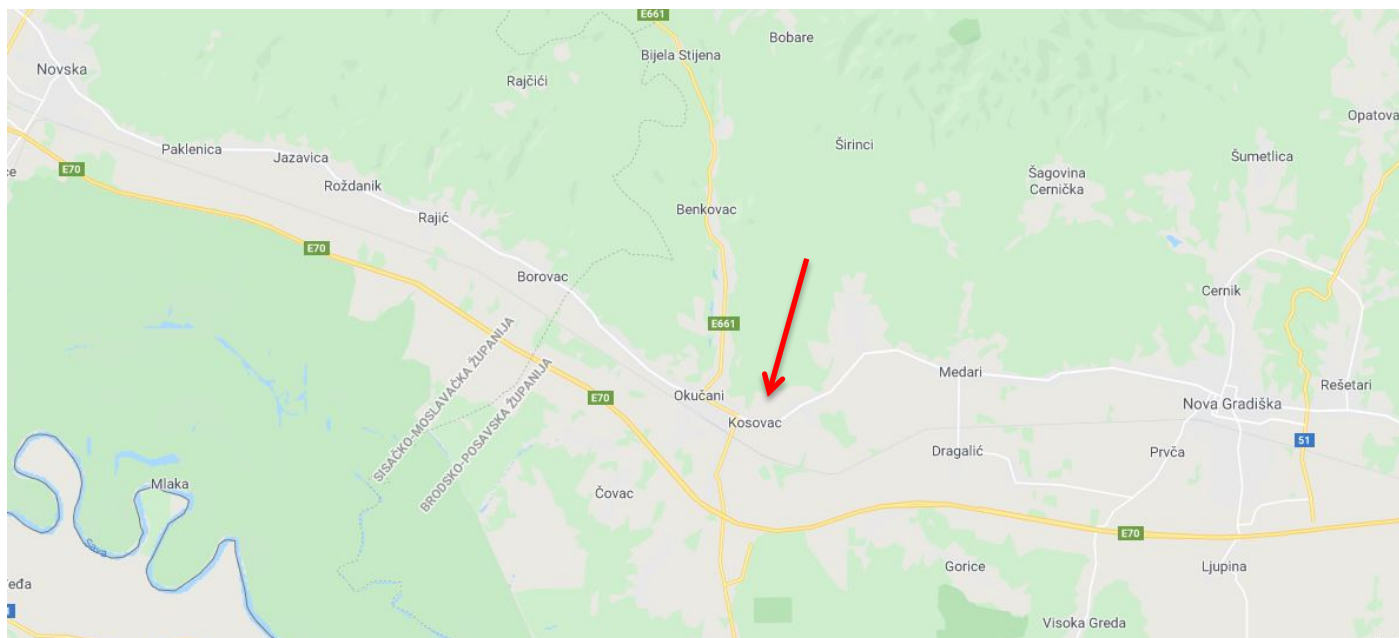 E661
Bobare
Bijela Stijena
Novska
Rajčići
Opatova
Paklenica
Jazavica
Širinci
Šumetlica
E70
ce
Šagovina
Cernička
Roždanik
Rajić
Benkovac
E70
Borovac
Cernik
E661
SISAČKO-MOSLAVAČKA ŽUPANIJA
BRODSKO-POSAVSKA ŽUPANIJA
Medari
Rešetari
Okučani
E70
Nova Gradiška
Kosovac
51
Dragalić
Prvča
Mlaka
Čovac
E70
Sava
Gorice
Ljupina
eđa
Visoka Greda